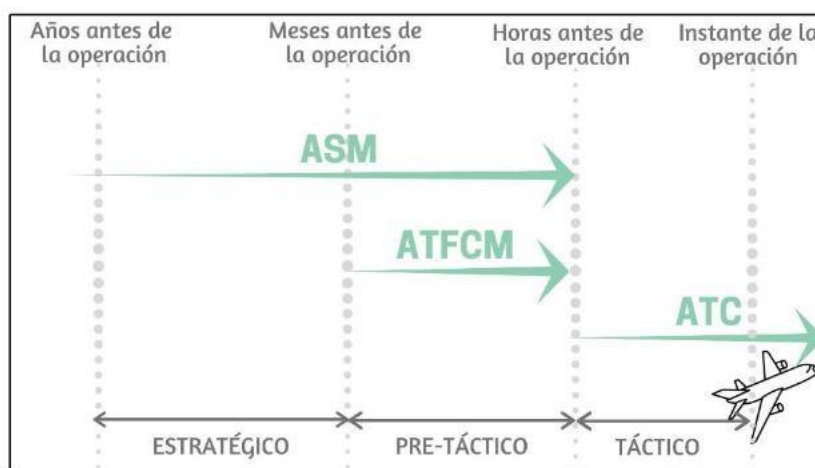 Años antes de
la operación
Meses antes de
la operación
Horas antes de
la operación
Instante de la
operación
ASM
ATFCM
ATC
ESTRATÉGICO
PRE-TÁCTICO
TÁCTICO